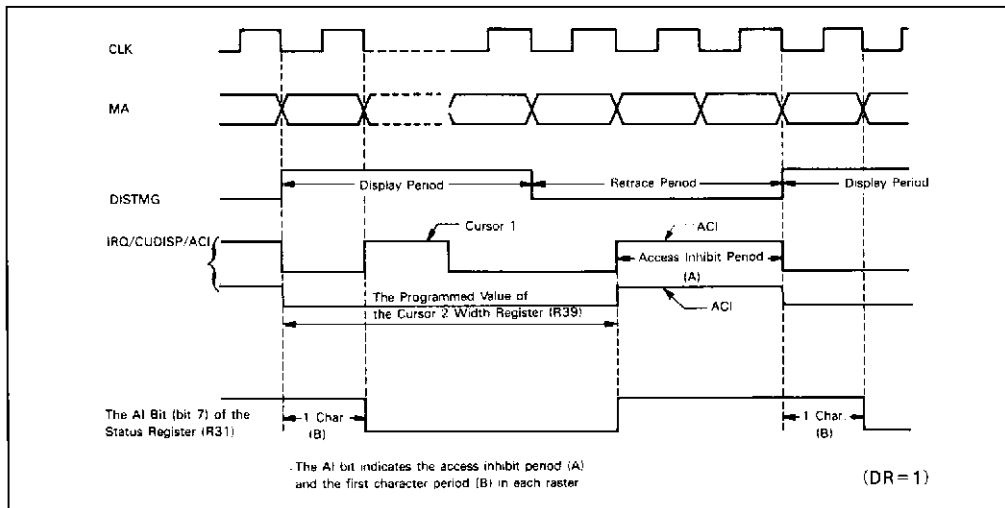 CLK
MA
DISTMG
Display Period
Retrace Period
Display Period
IRQ/CUDISP/ACI
Cursor 1
ACI
Access Inhibit Period
(A)
The Programmed Value of
the Cursor 2 Width Register (R39)
ACI
The AI Bit (bit 7) of the
Status Register (R31)
1 Char
(B)
1 Char.
(B)
The AI bit indicates the access inhibit period (A)
and the first character period (B) in each raster
(DR=1)